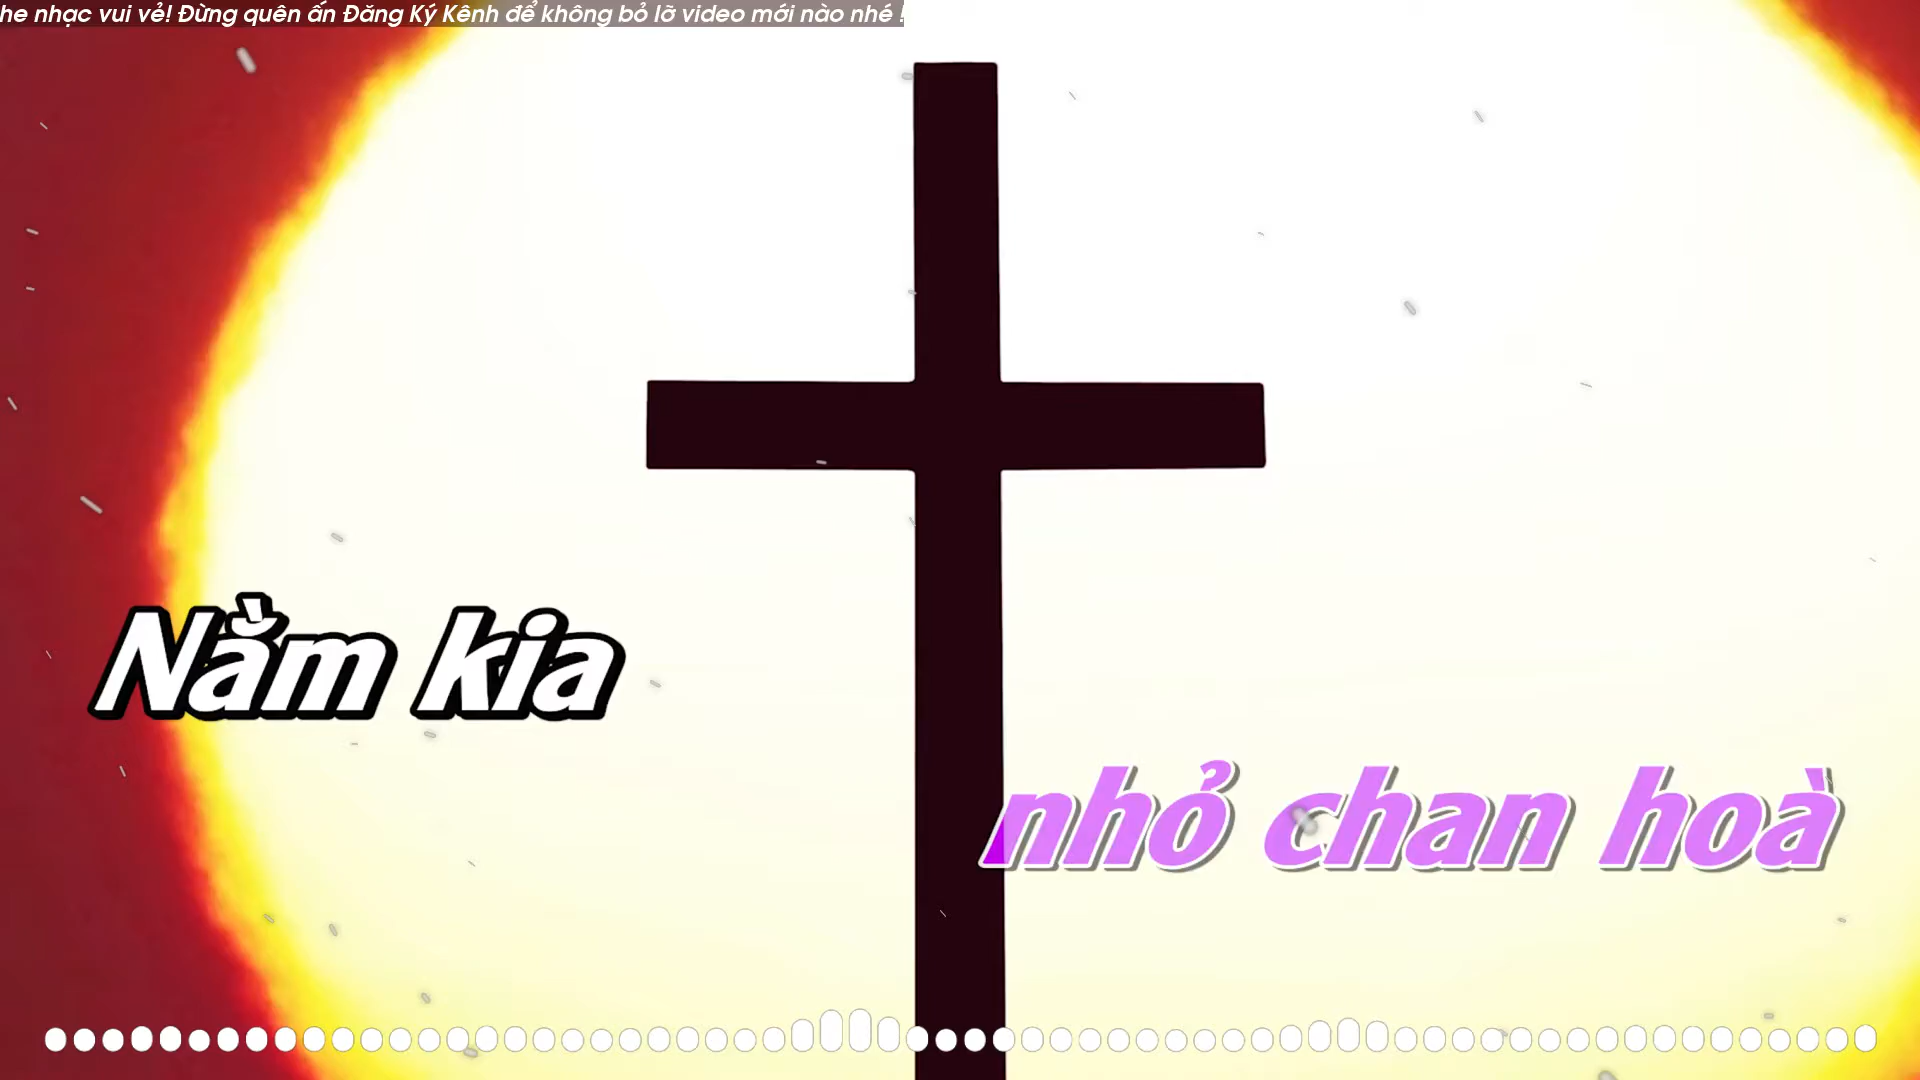 he nhạc vui vẻ! Đừng quên ấn Đăng Ký Kênh để không bỏ lỡ video mới nào nhé !
Nằm kia
nhỏ chan hoà